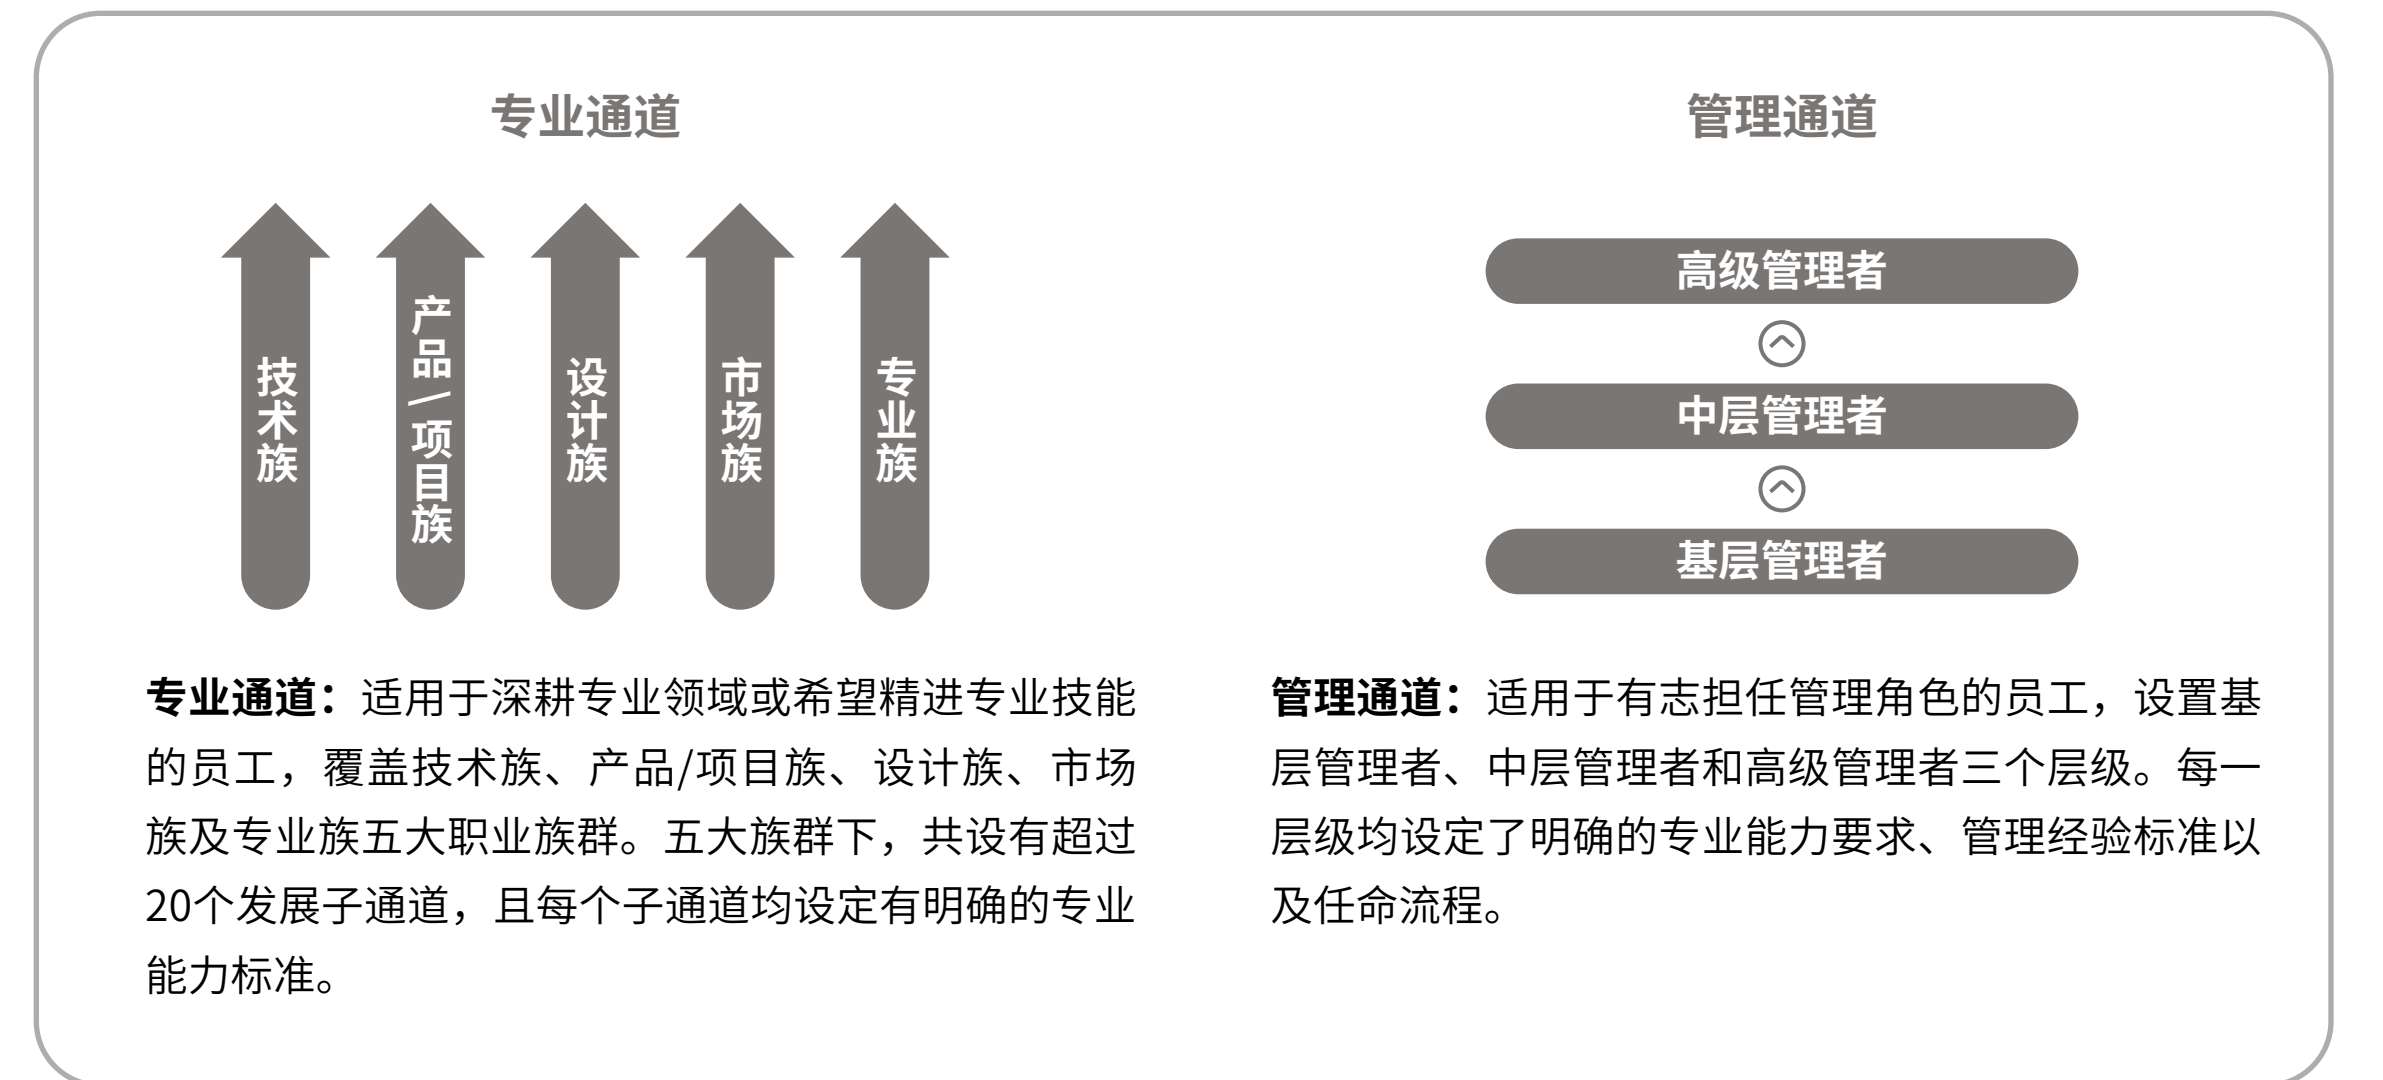 专业通道
技术族
产品/项目族
设计族
市场族
专业族
专业通道：适用于深耕专业领域或希望精进专业技能
的员工，覆盖技术族、产品/项目族、设计族、市场
族及专业族五大职业族群。五大族群下，共设有超过
20个发展子通道，且每个子通道均设定有明确的专业
能力标准。
管理通道
高级管理者
中层管理者
基层管理者
管理通道：适用于有志担任管理角色的员工，设置基
层管理者、中层管理者和高级管理者三个层级。每一
层级均设定了明确的专业能力要求、管理经验标准以
及任命流程。